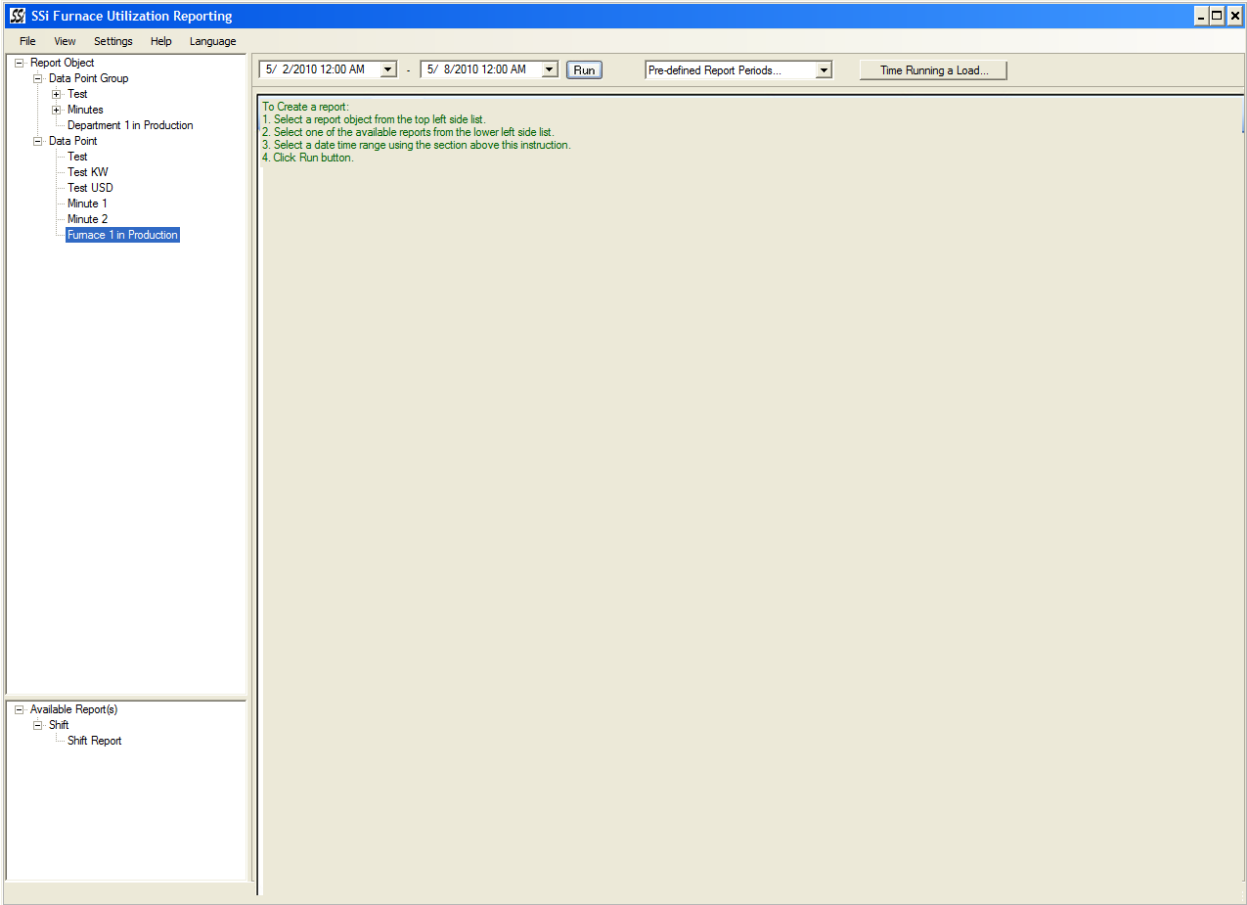 SSi Furnace Utilization Reporting
File View Settings Help Language
Report Object
Data Point Group
Test
Minutes
Department 1 in Production
Data Point
Test
Test KW
Test USD
Minute 1
Minute 2
Furnace 1 in Production
Available Report(s)
Shift
Shift Report
5/ 2/2010 12:00 AM - 5/ 8/2010 12:00 AM Run Pre-defined Report Periods... Time Running a Load...
To Create a report:
1. Select a report object from the top left side list.
2. Select one of the available reports from the lower left side list.
3. Select a date time range using the section above this instruction.
4. Click Run button.